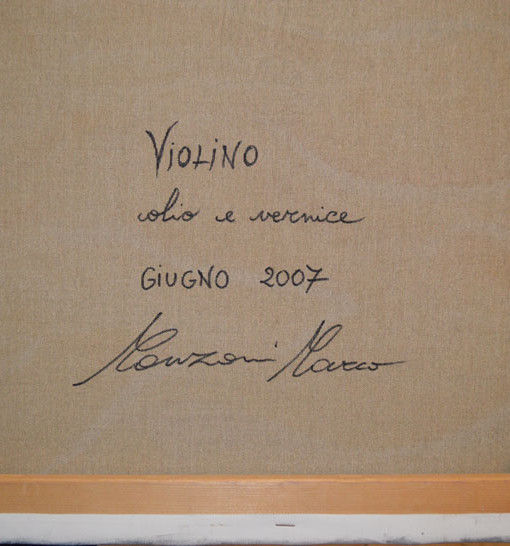 VIOLINO
olio e vernice
GIUGNO 2007
Manzoni Marco